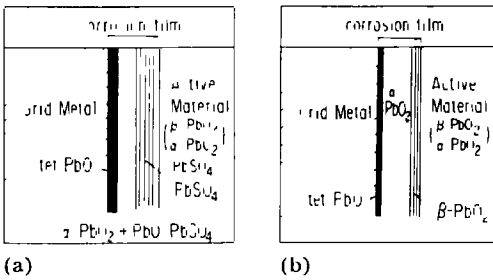 corrosion film
Grid Metal
Active
Material
β PbO₂
α PbO₂
PbSO₄
PbSO₄
tet PbO
α PbO₂ + PbO PbSO₄
(a)
corrosion film
Grid Metal
α
PbO₂
Active
Material
β PbO₂
α PbO₂
tet PbO
β-PbO₂
(b)